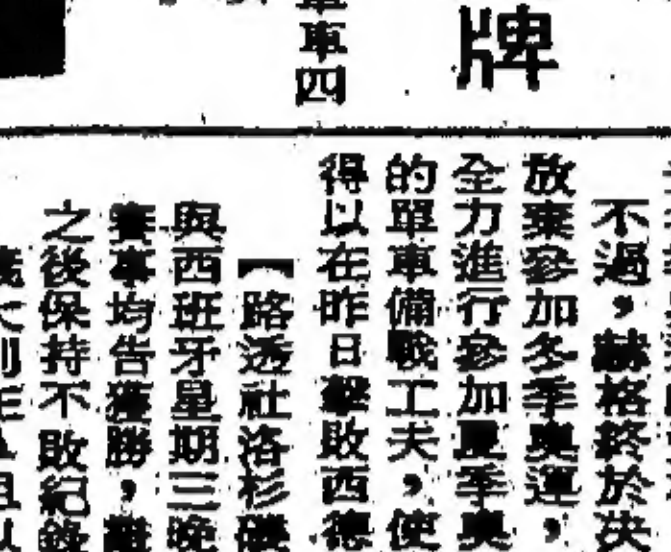 牌
單車四
不過，赫格終於決
放棄參加冬季奧運，
全力進行參加夏季奧
的單車備戰工夫，使
得以在昨日擊敗西德
【路透社洛杉磯
與西班牙星期三晚
賽事均告獲勝，雖
之後保持不敗紀錄